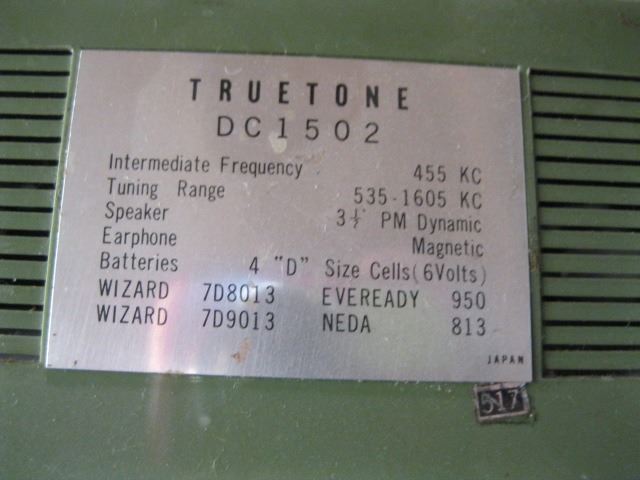 TRUETONE
DC1502
Intermediate Frequency 455 KC
Tuning Range 535-1605 KC
Speaker 3½" PM Dynamic
Earphone Magnetic
Batteries 4 "D" Size Cells(6Volts)
WIZARD 7D8013 EVEREADY 950
WIZARD 7D9013 NEDA 813
JAPAN